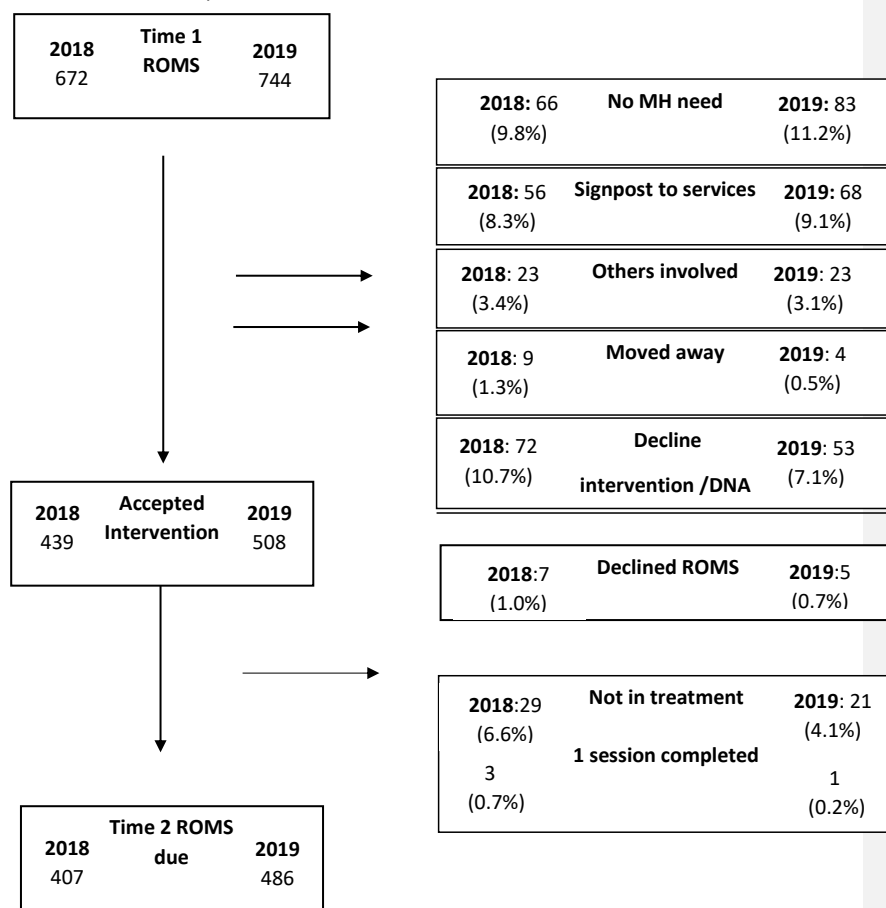 Time 1
2018 ROMS 2019
672 744
2018: 66 No MH need 2019: 83
(9.8%) (11.2%)
2018: 56 Signpost to services 2019: 68
(8.3%) (9.1%)
2018: 23 Others involved 2019: 23
(3.4%) (3.1%)
2018: 9 Moved away 2019: 4
(1.3%) (0.5%)
2018: 72 Decline 2019: 53
(10.7%) intervention /DNA (7.1%)
Accepted
2018 Intervention 2019
439 508
2018:7 Declined ROMS 2019:5
(1.0%) (0.7%)
2018:29 Not in treatment 2019: 21
(6.6%) (4.1%)
1 session completed
3 1
(0.7%) (0.2%)
Time 2 ROMS
2018 due 2019
407 486